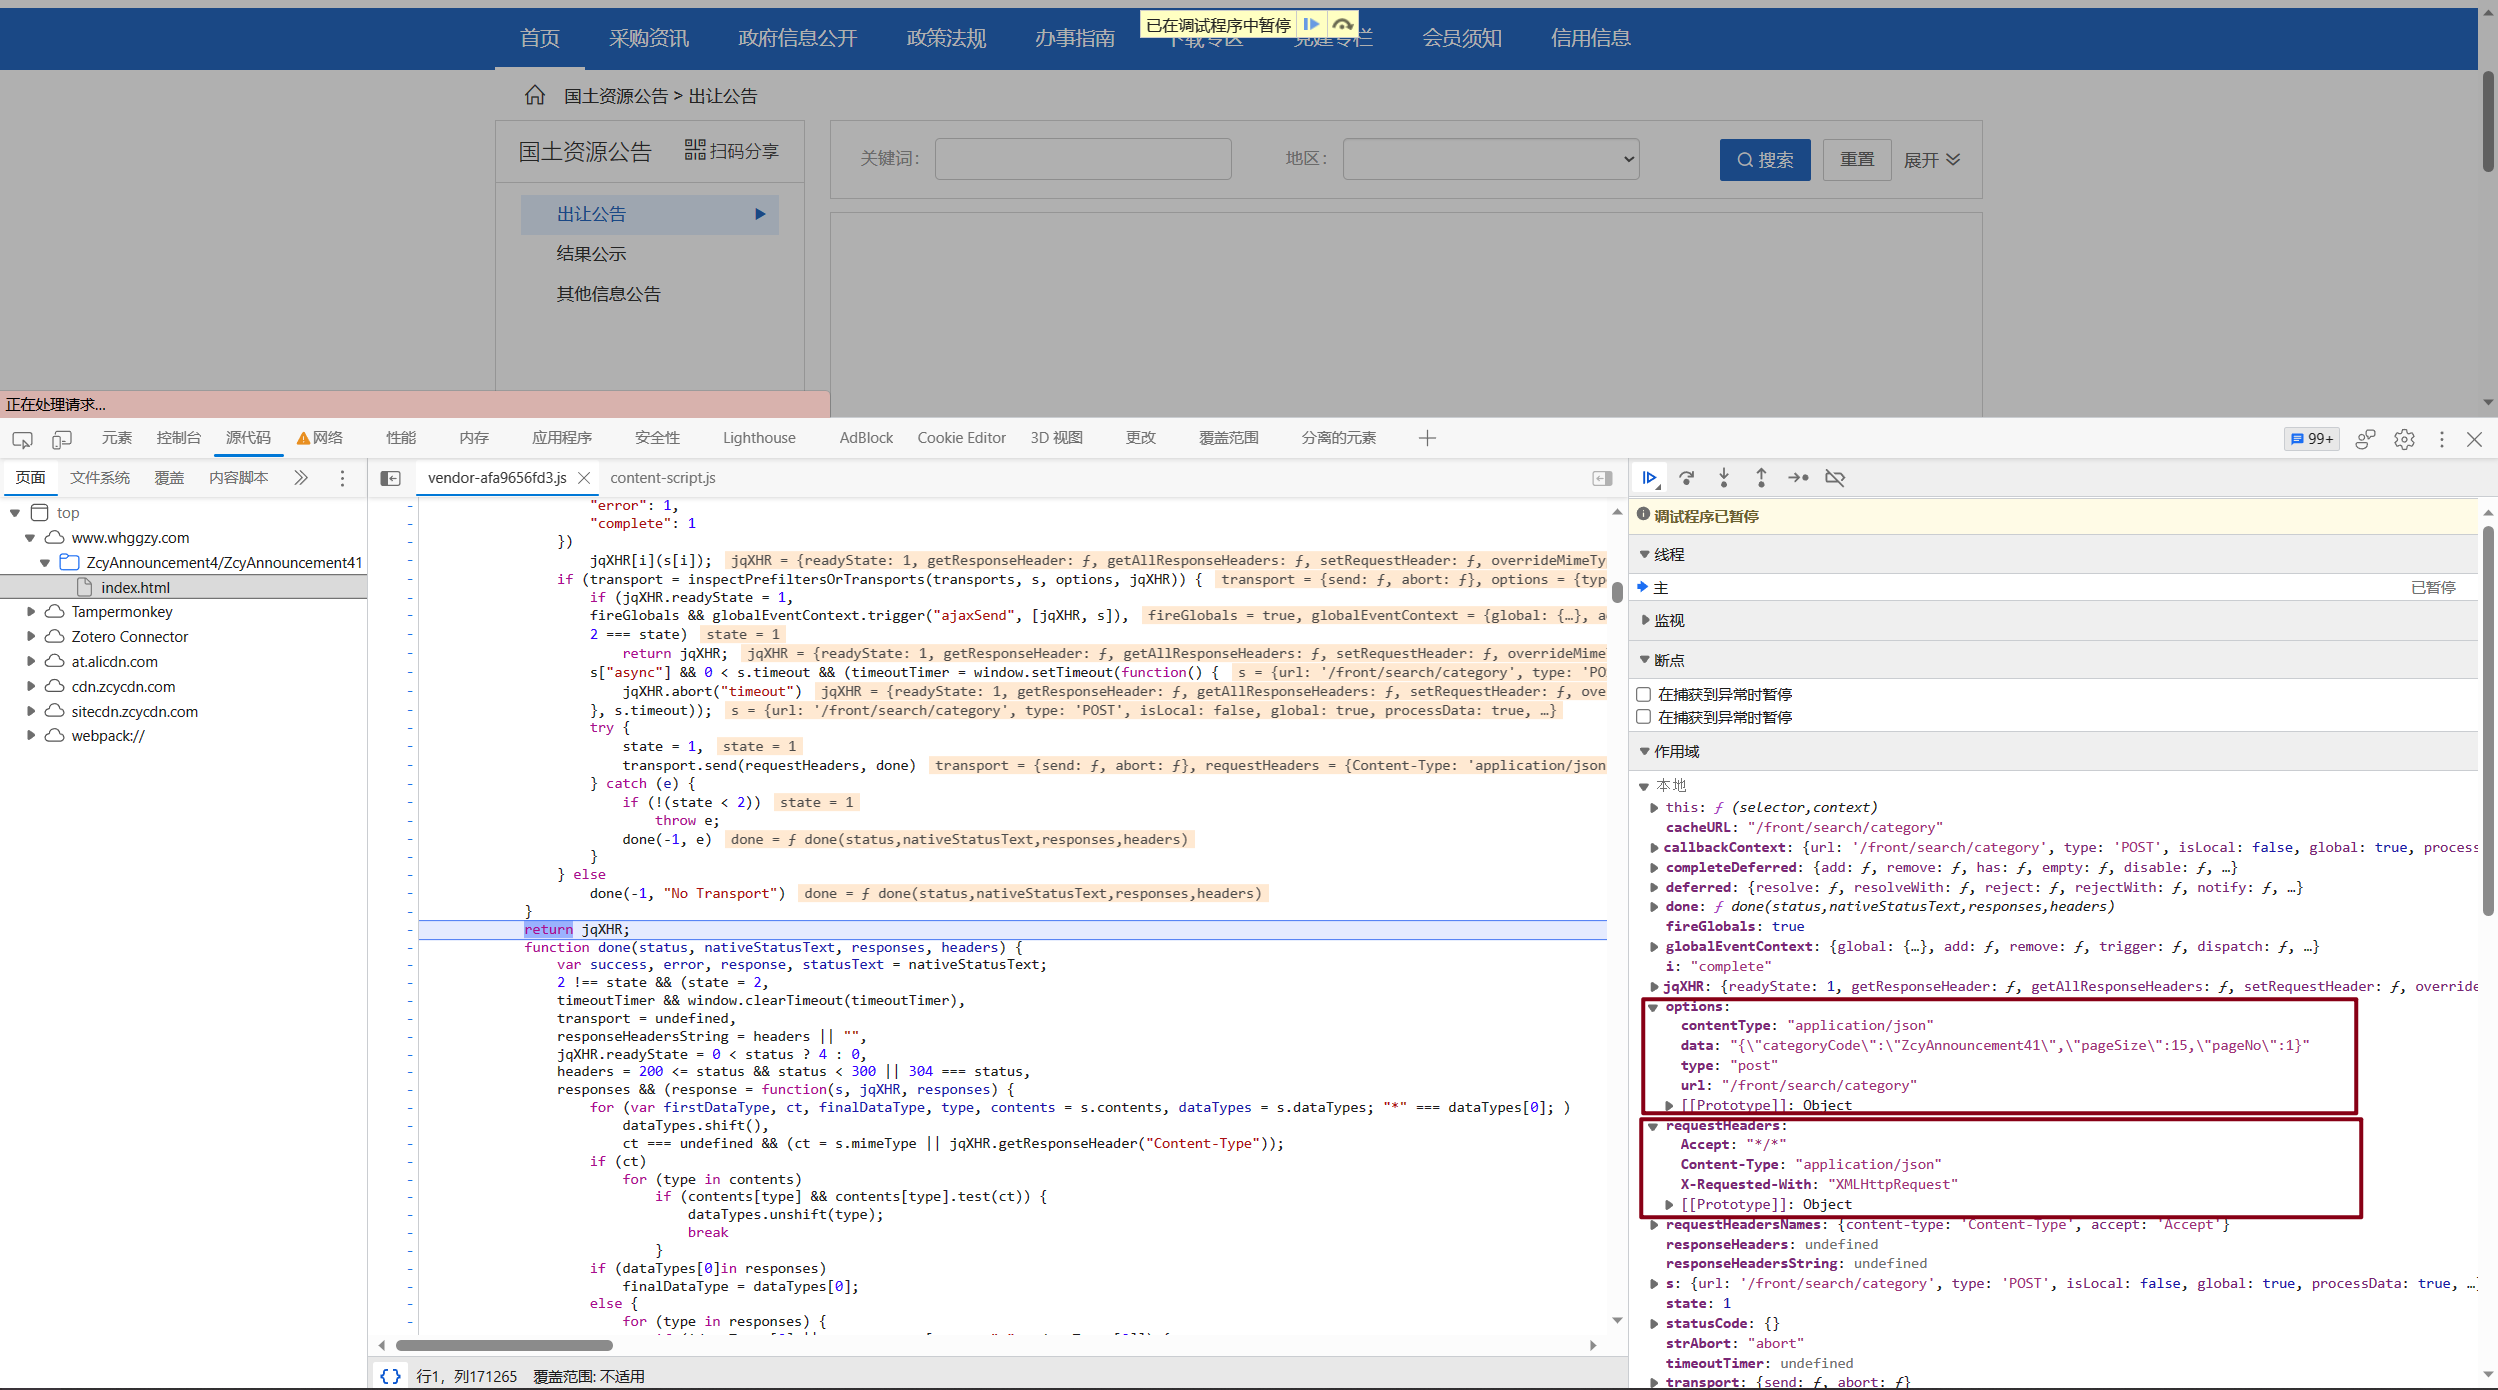 首页 采购资讯 政府信息公开 政策法规 办事指南 下载专区 党建专栏 会员须知 信用信息
已在调试程序中暂停
国土资源公告 > 出让公告
国土资源公告 扫码分享
关键词: 地区: 搜索 重置 展开
出让公告
结果公示
其他信息公告
正在处理请求...
元素 控制台 源代码 网络 性能 内存 应用程序 安全性 Lighthouse AdBlock Cookie Editor 3D 视图 更改 覆盖范围 分离的元素 99+
页面 文件系统 覆盖 内容脚本
top
www.whggzy.com
ZcyAnnouncement4/ZcyAnnouncement41
index.html
Tampermonkey
Zotero Connector
at.alicdn.com
cdn.zcycdn.com
sitecdn.zcycdn.com
webpack://
vendor-afa9656fd3.js content-script.js
"error": 1,
"complete": 1
})
jqXHR[i](s[i]); jqXHR = {readyState: 1, getResponseHeader: ƒ, getAllResponseHeaders: ƒ, setRequestHeader: ƒ, overrideMimeTy
if (transport = inspectPrefiltersOrTransports(transports, s, options, jqXHR)) { transport = {send: ƒ, abort: ƒ}, options = {typ
if (jqXHR.readyState = 1,
fireGlobals && globalEventContext.trigger("ajaxSend", [jqXHR, s]), fireGlobals = true, globalEventContext = {global: {…}, a
2 === state) state = 1
return jqXHR; jqXHR = {readyState: 1, getResponseHeader: ƒ, getAllResponseHeaders: ƒ, setRequestHeader: ƒ, overrideMime
s["async"] && 0 < s.timeout && (timeoutTimer = window.setTimeout(function() { s = {url: '/front/search/category', type: 'PO
jqXHR.abort("timeout") jqXHR = {readyState: 1, getResponseHeader: ƒ, getAllResponseHeaders: ƒ, setRequestHeader: ƒ, ove
}, s.timeout)); s = {url: '/front/search/category', type: 'POST', isLocal: false, global: true, processData: true, …}
try {
state = 1, state = 1
transport.send(requestHeaders, done) transport = {send: ƒ, abort: ƒ}, requestHeaders = {Content-Type: 'application/json
} catch (e) {
if (!(state < 2)) state = 1
throw e;
done(-1, e) done = ƒ done(status,nativeStatusText,responses,headers)
}
} else
done(-1, "No Transport") done = ƒ done(status,nativeStatusText,responses,headers)
}
return jqXHR;
function done(status, nativeStatusText, responses, headers) {
var success, error, response, statusText = nativeStatusText;
2 !== state && (state = 2,
timeoutTimer && window.clearTimeout(timeoutTimer),
transport = undefined,
responseHeadersString = headers || "",
jqXHR.readyState = 0 < status ? 4 : 0,
headers = 200 <= status && status < 300 || 304 === status,
responses && (response = function(s, jqXHR, responses) {
for (var firstDataType, ct, finalDataType, type, contents = s.contents, dataTypes = s.dataTypes; "*" === dataTypes[0]; )
dataTypes.shift(),
ct === undefined && (ct = s.mimeType || jqXHR.getResponseHeader("Content-Type"));
if (ct)
for (type in contents)
if (contents[type] && contents[type].test(ct)) {
dataTypes.unshift(type);
break
}
if (dataTypes[0]in responses)
finalDataType = dataTypes[0];
else {
for (type in responses) {
{} 行1，列171265 覆盖范围: 不适用
调试程序已暂停
线程
主 已暂停
监视
断点
在捕获到异常时暂停
在捕获到异常时暂停
作用域
本地
this: ƒ (selector,context)
cacheURL: "/front/search/category"
callbackContext: {url: '/front/search/category', type: 'POST', isLocal: false, global: true, process
completeDeferred: {add: ƒ, remove: ƒ, has: ƒ, empty: ƒ, disable: ƒ, …}
deferred: {resolve: ƒ, resolveWith: ƒ, reject: ƒ, rejectWith: ƒ, notify: ƒ, …}
done: ƒ done(status,nativeStatusText,responses,headers)
fireGlobals: true
globalEventContext: {global: {…}, add: ƒ, remove: ƒ, trigger: ƒ, dispatch: ƒ, …}
i: "complete"
jqXHR: {readyState: 1, getResponseHeader: ƒ, getAllResponseHeaders: ƒ, setRequestHeader: ƒ, override
options:
contentType: "application/json"
data: "{\"categoryCode\":\"ZcyAnnouncement41\",\"pageSize\":15,\"pageNo\":1}"
type: "post"
url: "/front/search/category"
[[Prototype]]: Object
requestHeaders:
Accept: "*/*"
Content-Type: "application/json"
X-Requested-With: "XMLHttpRequest"
[[Prototype]]: Object
requestHeadersNames: {content-type: 'Content-Type', accept: 'Accept'}
responseHeaders: undefined
responseHeadersString: undefined
s: {url: '/front/search/category', type: 'POST', isLocal: false, global: true, processData: true, …
state: 1
statusCode: {}
strAbort: "abort"
timeoutTimer: undefined
transport: {send: ƒ, abort: ƒ}